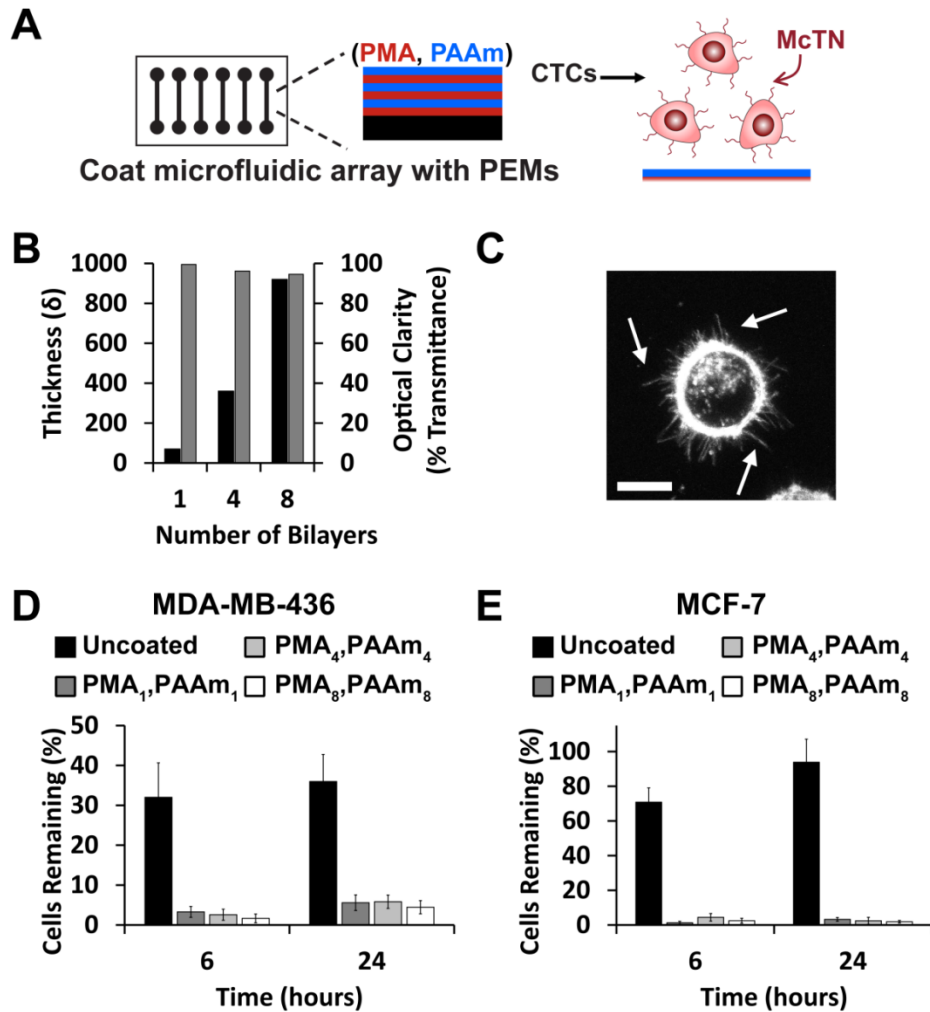 A
(PMA, PAAm)
CTCs
McTN
Coat microfluidic array with PEMs
B
Thickness (δ)
1000
800
600
400
200
0
100
80
60
40
20
0
Optical Clarity
(% Transmittance)
1 4 8
Number of Bilayers
C
D
MDA-MB-436
Uncoated
PMA₄,PAAm₄
PMA₁,PAAm₁
PMA₈,PAAm₈
Cells Remaining (%)
50
40
30
20
10
0
6 24
Time (hours)
E
MCF-7
Uncoated
PMA₄,PAAm₄
PMA₁,PAAm₁
PMA₈,PAAm₈
Cells Remaining (%)
100
80
60
40
20
0
6 24
Time (hours)